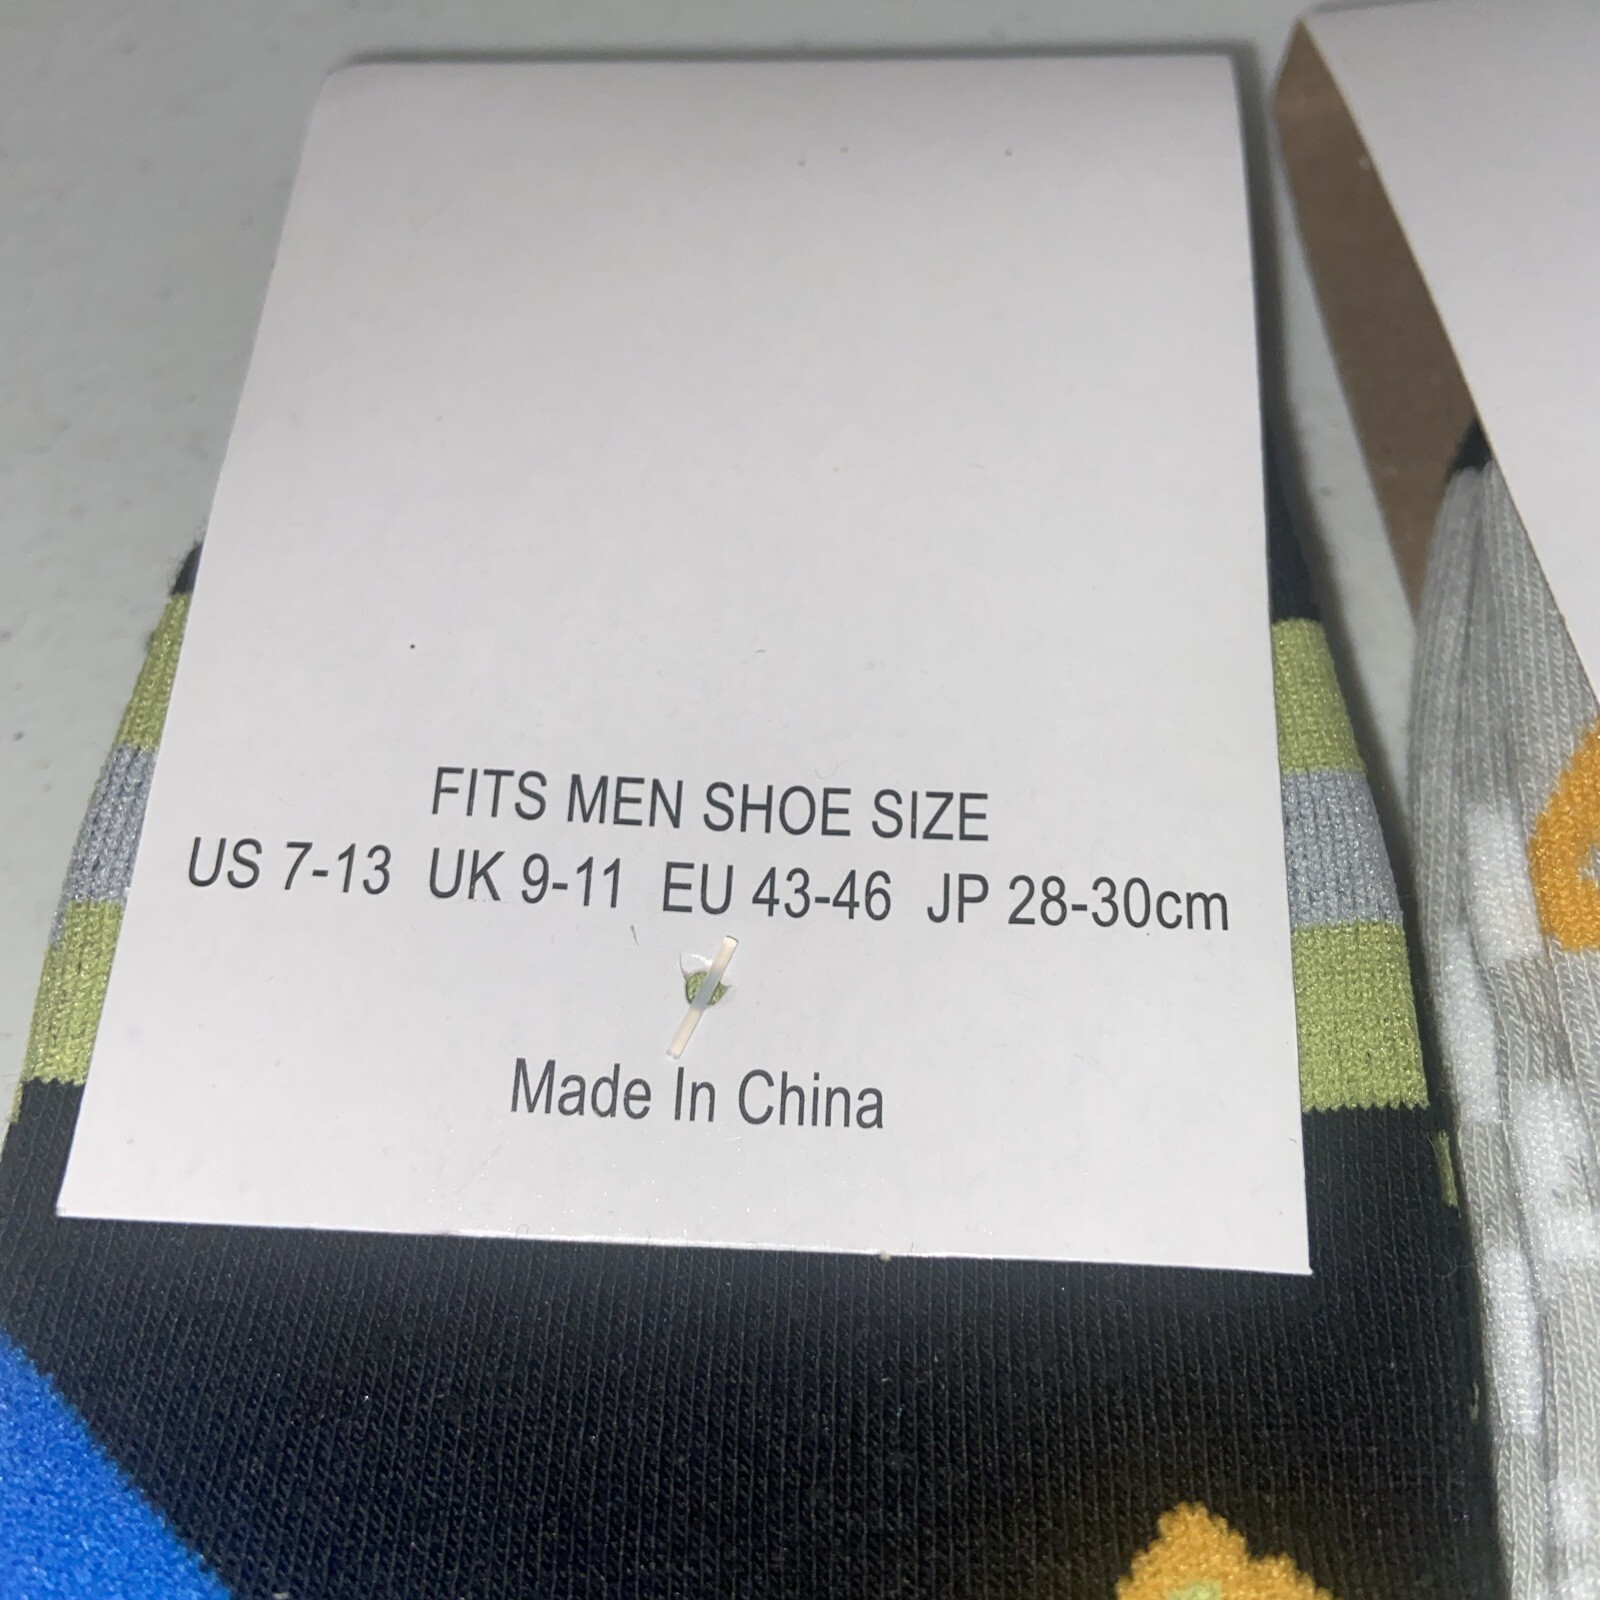 FITS MEN SHOE SIZE
US 7-13 UK 9-11 EU 43-46 JP 28-30cm
Made In China